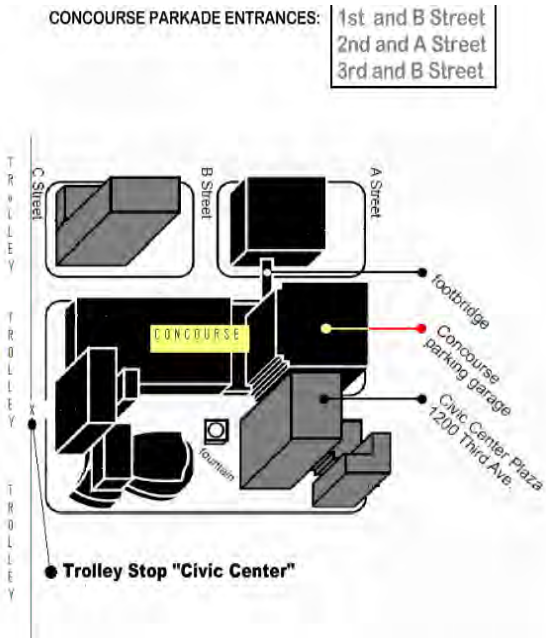 CONCOURSE PARKADE ENTRANCES:
1st and B Street
2nd and A Street
3rd and B Street
TRoLLEY
C Street
B Street
A Street
footbridge
TROLLEY
CONCOURSE
Concourse
parking garage
X
Civic Center Plaza
1200 Third Ave.
fountain
TROLLEY
Trolley Stop "Civic Center"